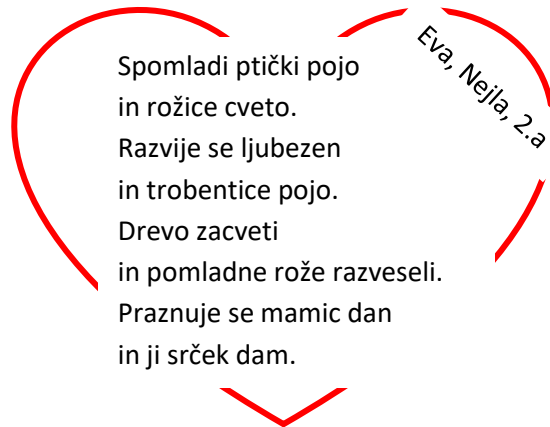 Spomladi ptički pojo
in rožice cveto.
Razvije se ljubezen
in trobentice pojo.
Drevo zacveti
in pomladne rože razveseli.
Praznuje se mamic dan
in ji srček dam.
Eva, Nejla, 2.a